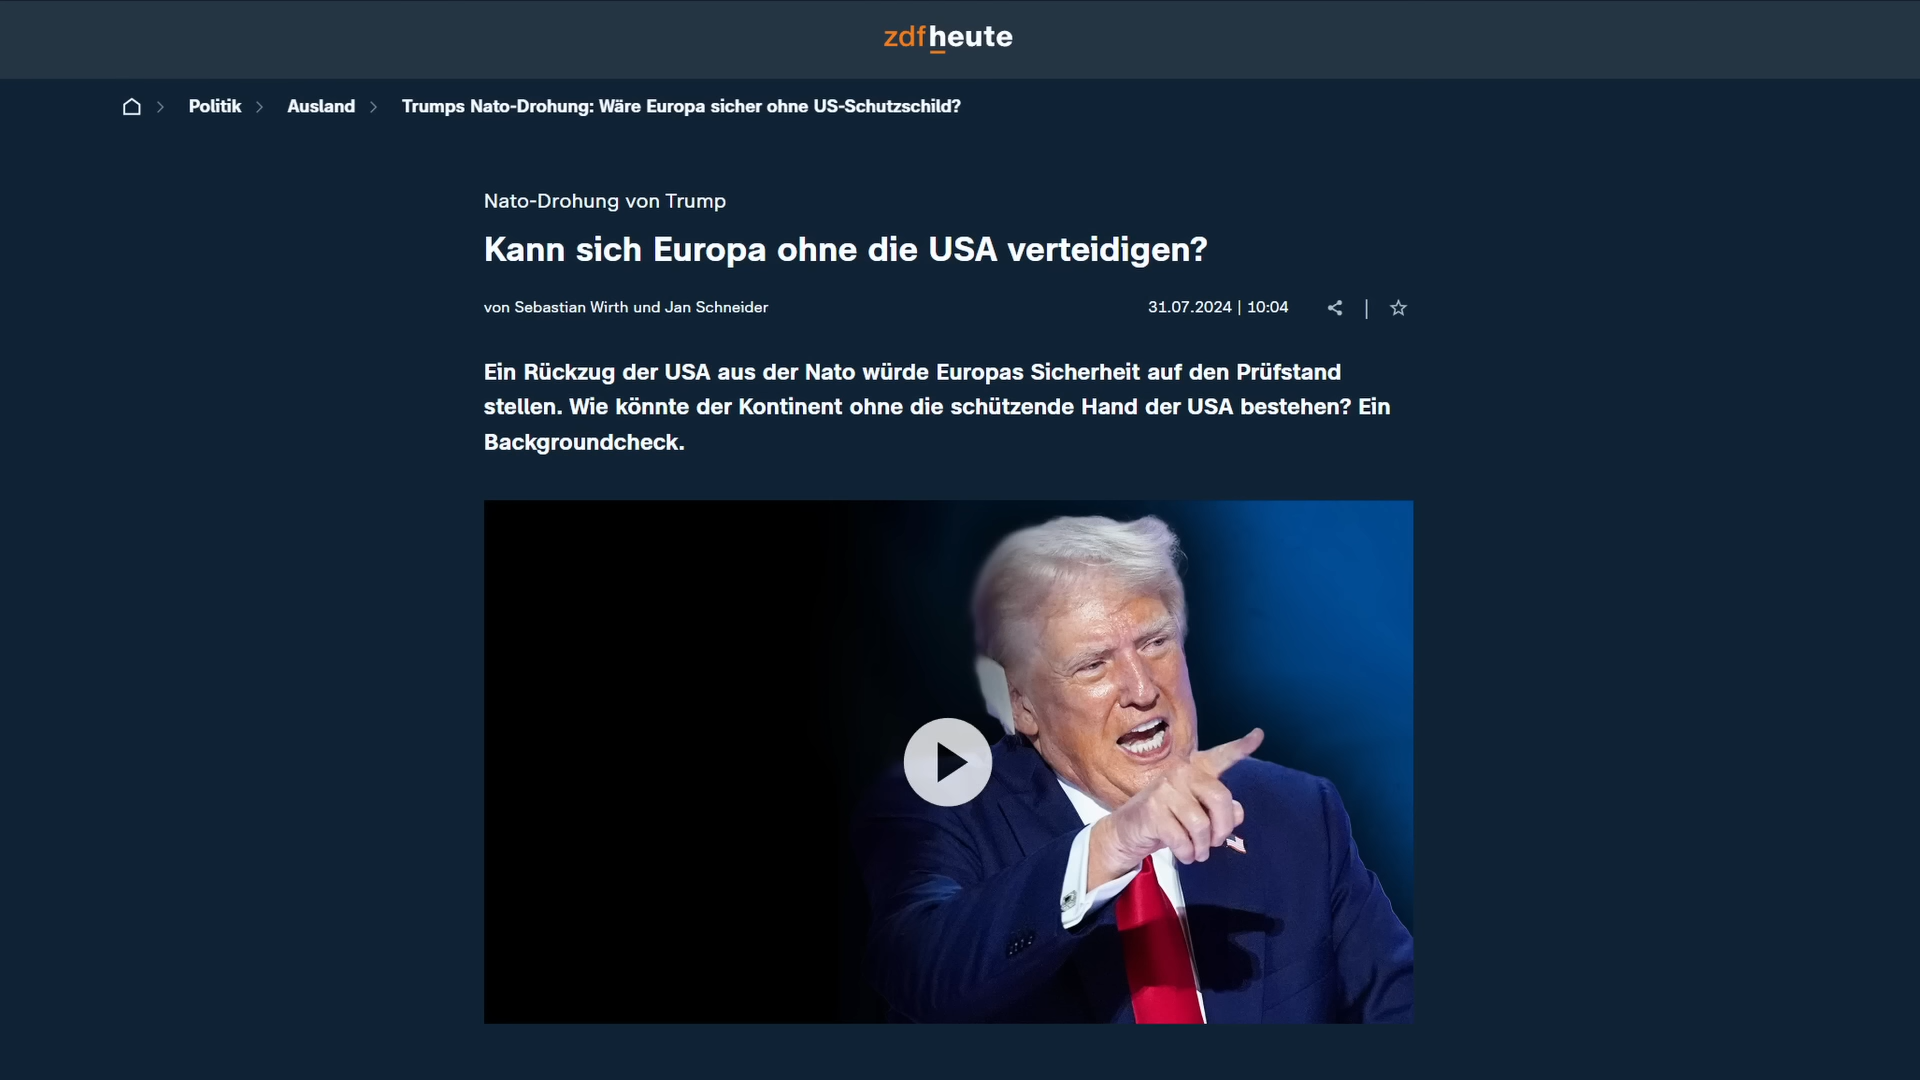 zdfheute
Politik
Ausland
Trumps Nato-Drohung: Wäre Europa sicher ohne US-Schutzschild?
Nato-Drohung von Trump
Kann sich Europa ohne die USA verteidigen?
von Sebastian Wirth und Jan Schneider
31.07.2024 | 10:04
Ein Rückzug der USA aus der Nato würde Europas Sicherheit auf den Prüfstand
stellen. Wie könnte der Kontinent ohne die schützende Hand der USA bestehen? Ein
Backgroundcheck.